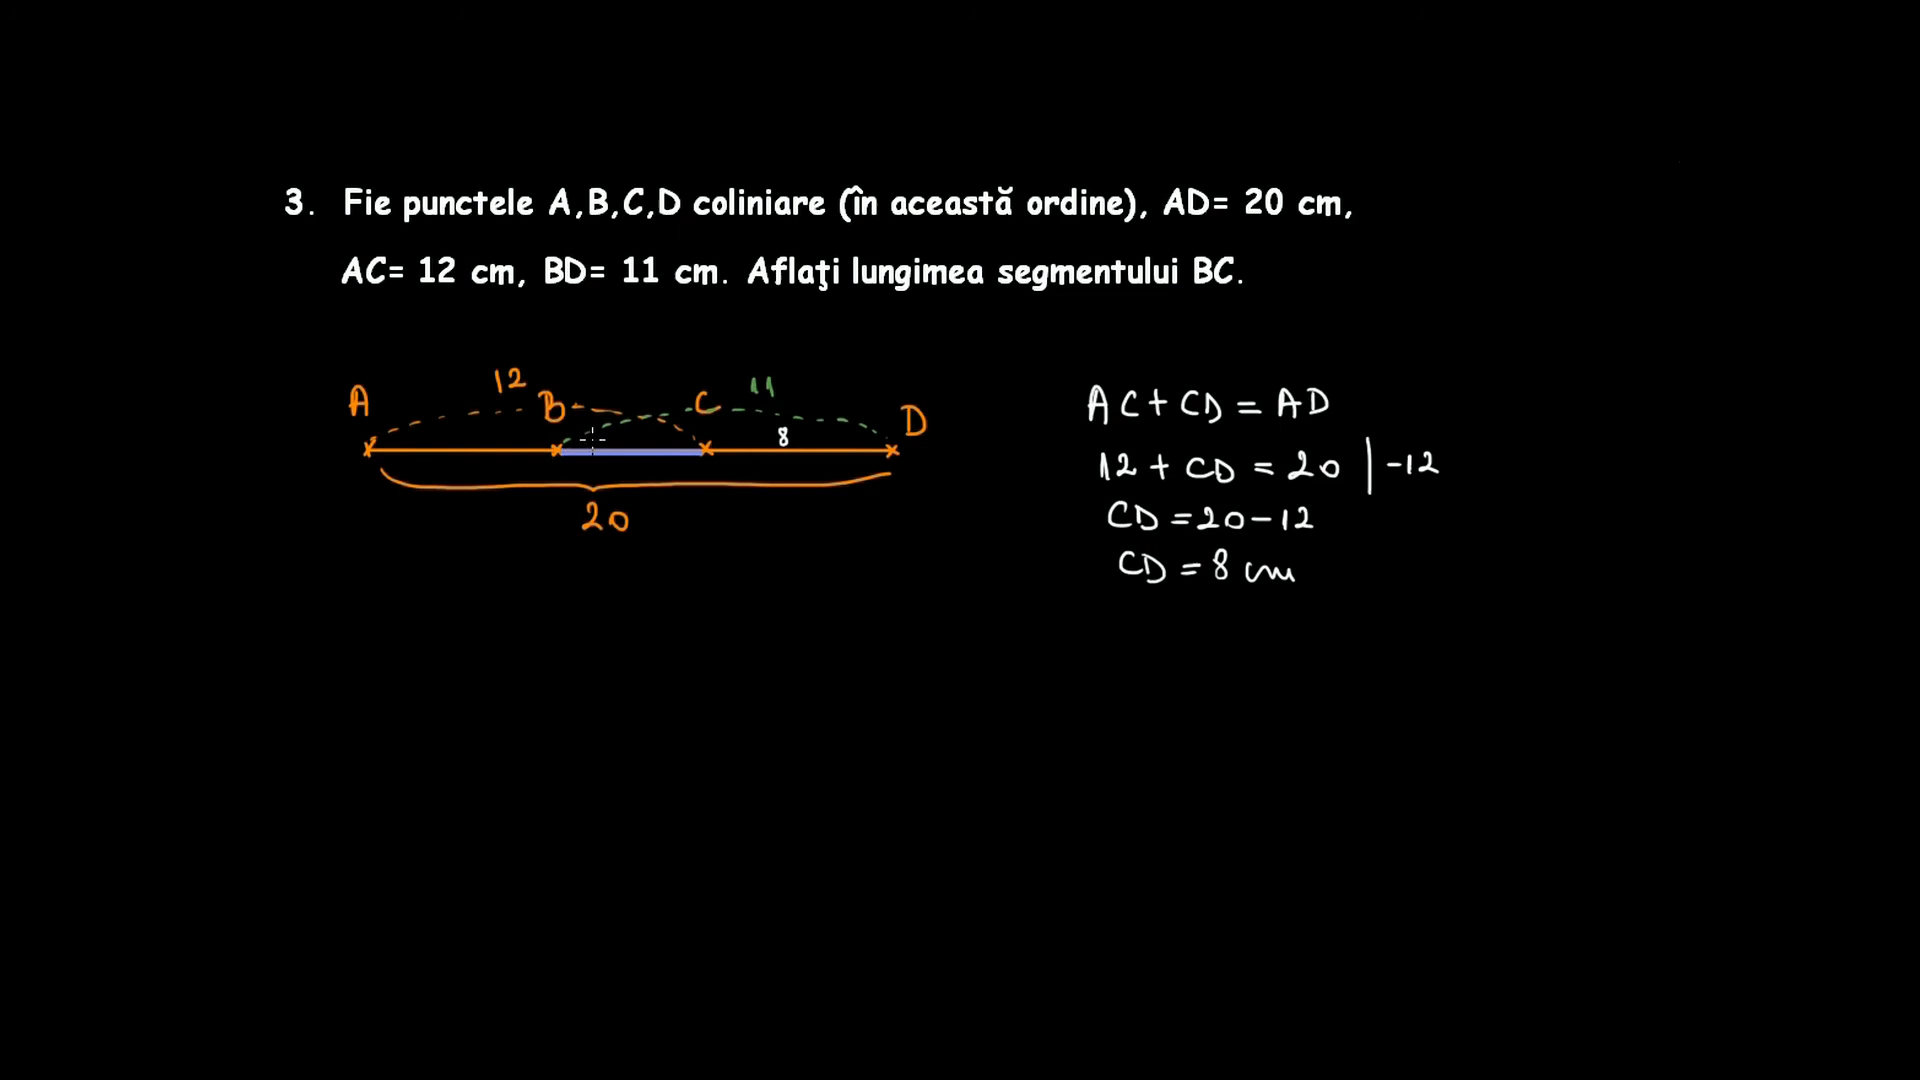 3. Fie punctele A,B,C,D coliniare (în această ordine), AD= 20 cm,
AC= 12 cm, BD= 11 cm. Aflaţi lungimea segmentului BC.
12 11
A B C D
8
20
AC+CD=AD
12+CD=20 |-12
CD=20-12
CD=8 cm